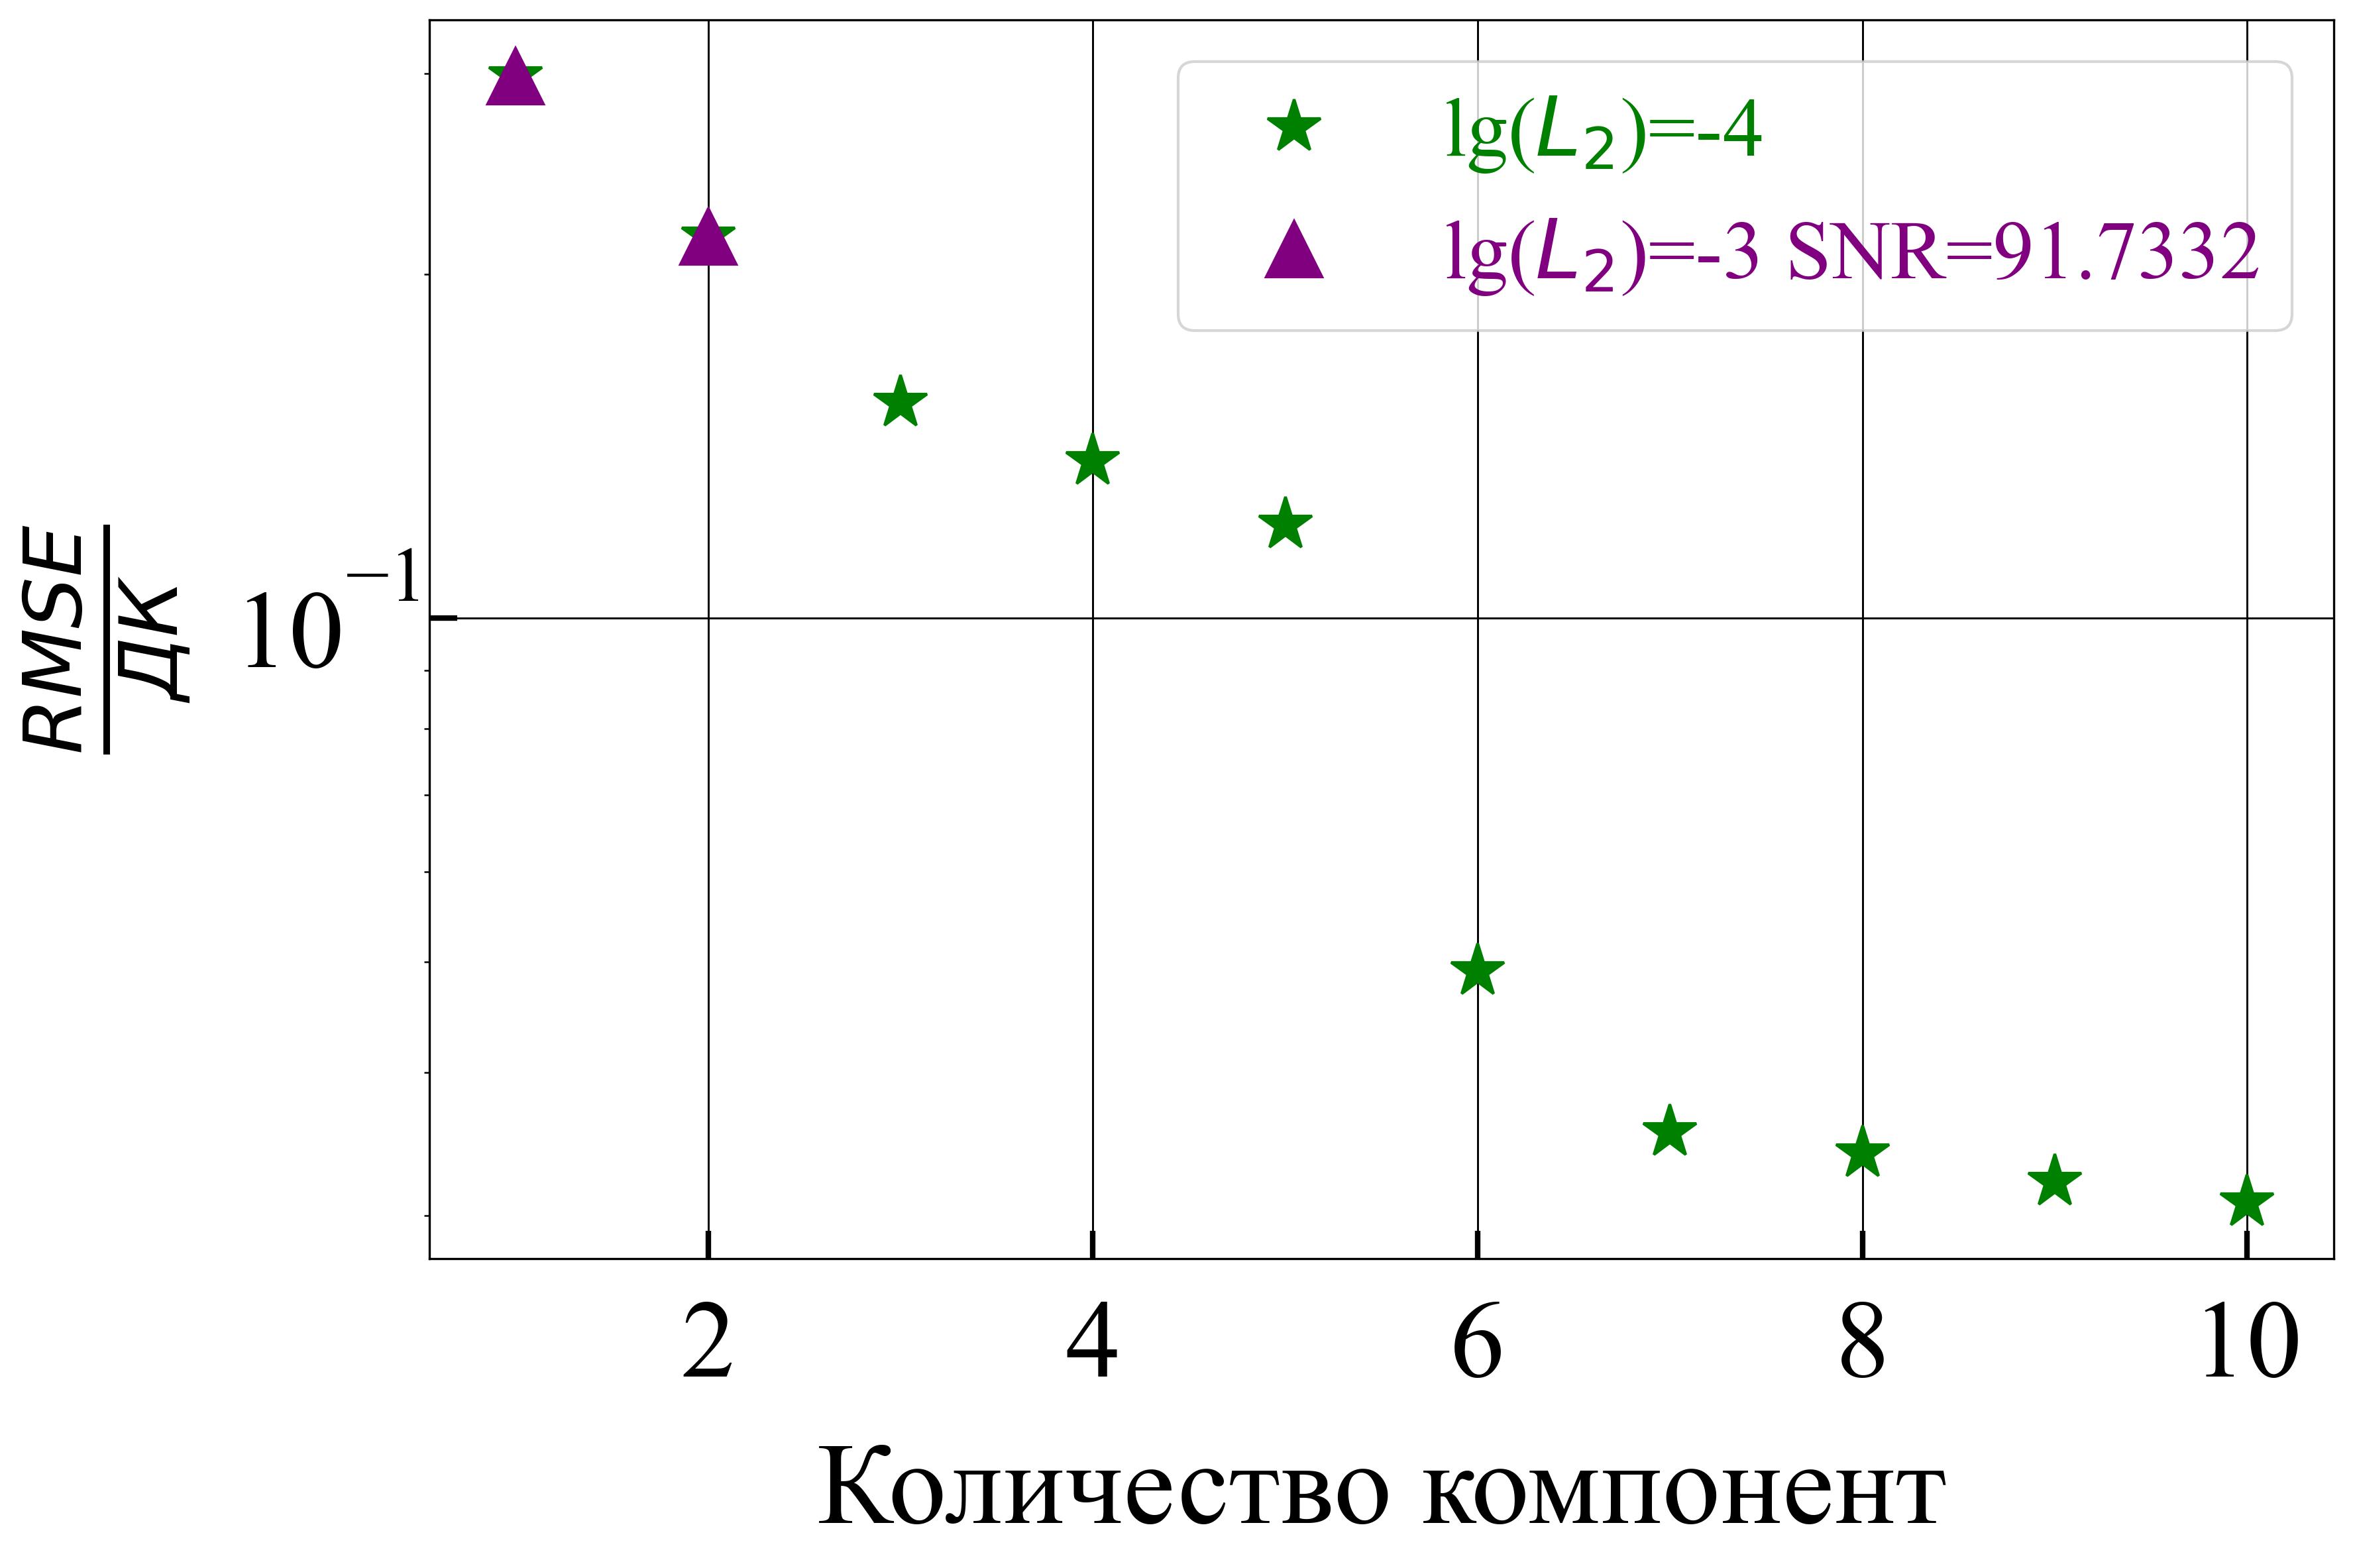 lg(L₂)=-4
lg(L₂)=-3 SNR=91.7332
RMSE
ДК
10⁻¹
2 4 6 8 10
Количество компонент